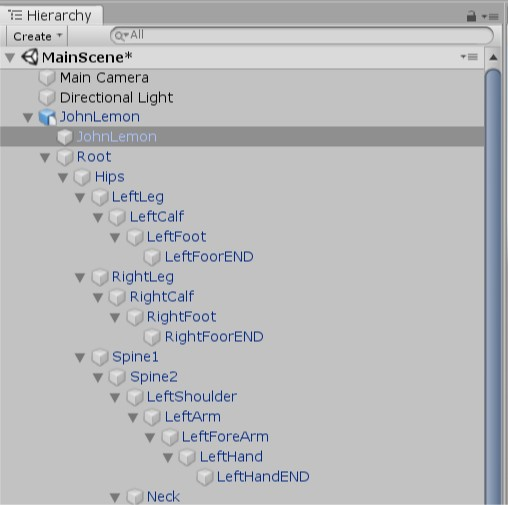 Hierarchy
Create
All
MainScene*
Main Camera
Directional Light
JohnLemon
JohnLemon
Root
Hips
LeftLeg
LeftCalf
LeftFoot
LeftFoorEND
RightLeg
RightCalf
RightFoot
RightFoorEND
Spine1
Spine2
LeftShoulder
LeftArm
LeftForeArm
LeftHand
LeftHandEND
Neck